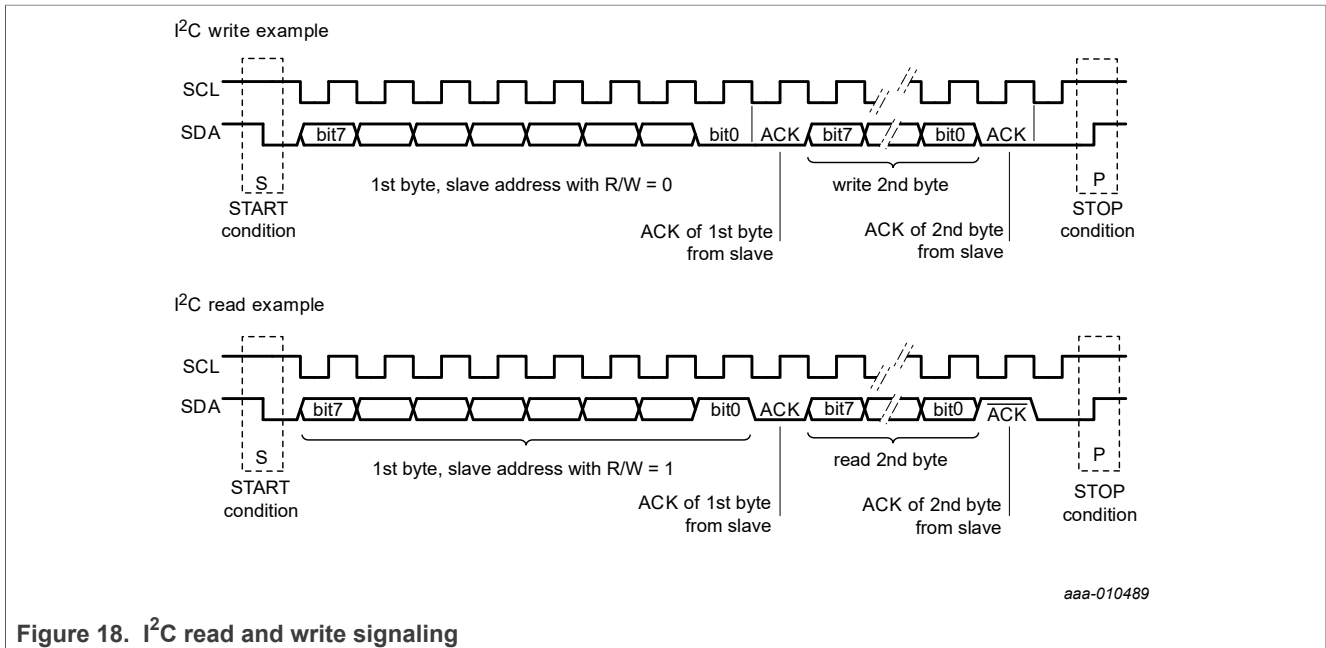 I²C write example
SCL
SDA bit7 bit0 ACK bit7 bit0 ACK
S 1st byte, slave address with R/W = 0 write 2nd byte P
START condition
ACK of 1st byte from slave
ACK of 2nd byte from slave
STOP condition
I²C read example
SCL
SDA bit7 bit0 ACK bit7 bit0 A̅C̅K̅
S 1st byte, slave address with R/W = 1 read 2nd byte P
START condition
ACK of 1st byte from slave
ACK of 2nd byte from slave
STOP condition
aaa-010489
Figure 18. I²C read and write signaling